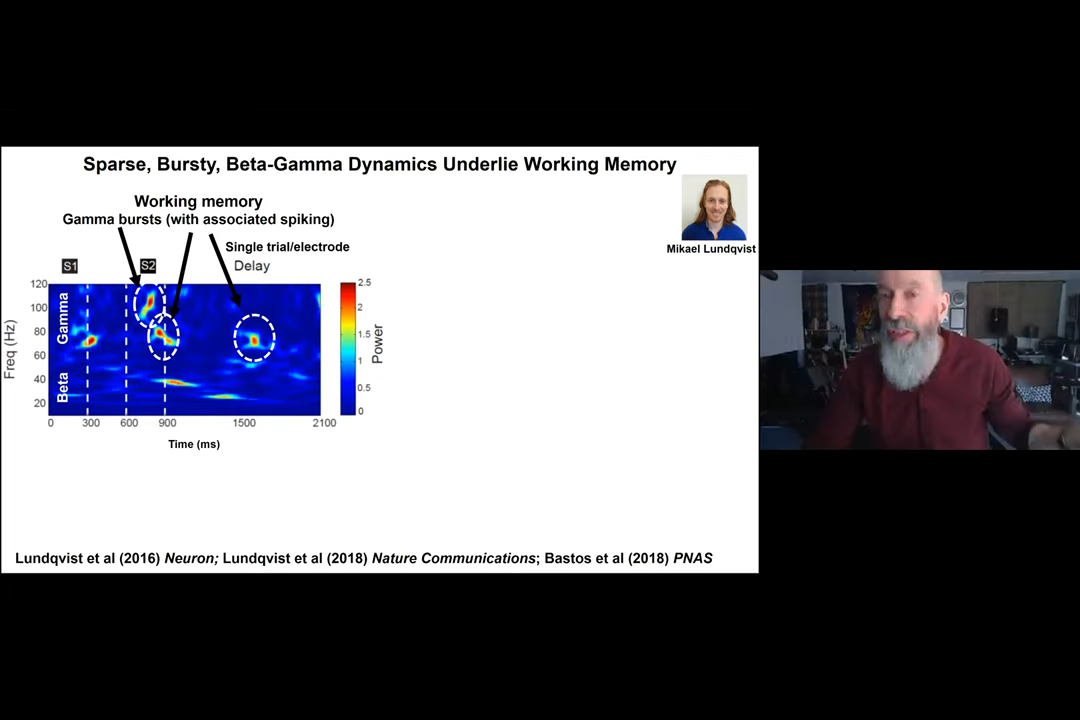 Sparse, Bursty, Beta-Gamma Dynamics Underlie Working Memory
Working memory
Gamma bursts (with associated spiking)
Mikael Lundqvist
Single trial/electrode
S1
S2
Delay
120
100
80
60
40
20
Freq (Hz)
Gamma
Beta
2.5
2
1.5
1
0.5
0
Power
0
300
600
900
1500
2100
Time (ms)
Lundqvist et al (2016) Neuron; Lundqvist et al (2018) Nature Communications; Bastos et al (2018) PNAS